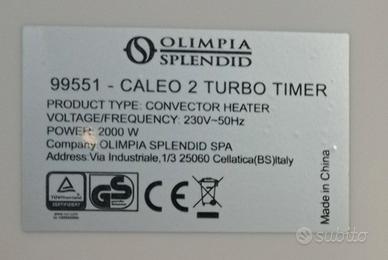 OLIMPIA
SPLENDID
99551 - CALEO 2 TURBO TIMER
PRODUCT TYPE: CONVECTOR HEATER
VOLTAGE/FREQUENCY: 230V~50Hz
POWER: 2000 W
Company OLIMPIA SPLENDID SPA
Address:Via Industriale,1/3 25060 Cellatica(BS)Italy
Made in China
GS
CE
subito